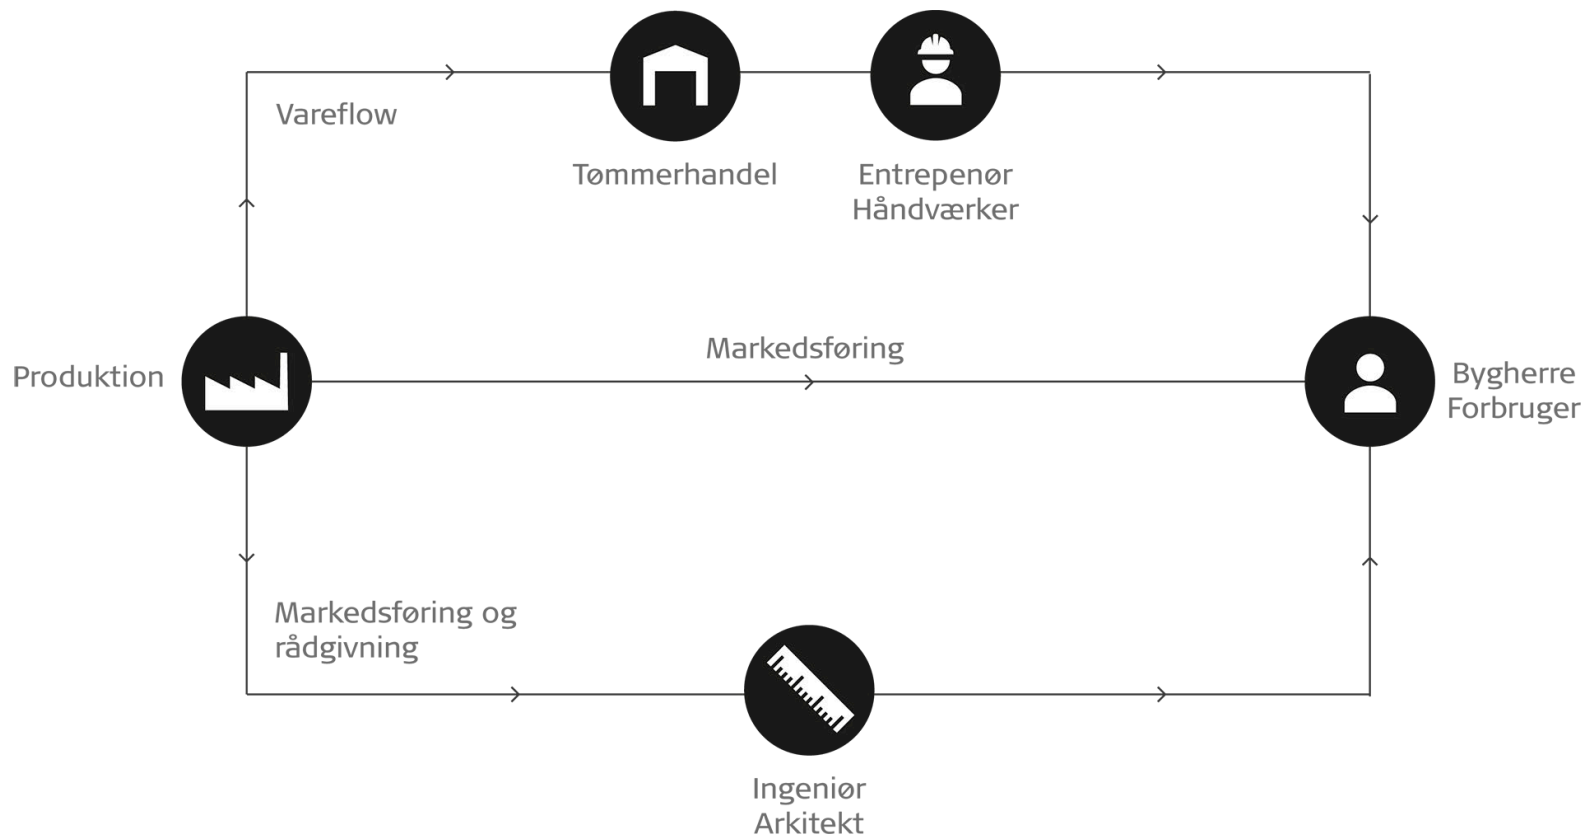 Vareflow
Tømmerhandel
Entrepenør
Håndværker
Markedsføring
Produktion
Bygherre
Forbruger
Markedsføring og
rådgivning
Ingeniør
Arkitekt